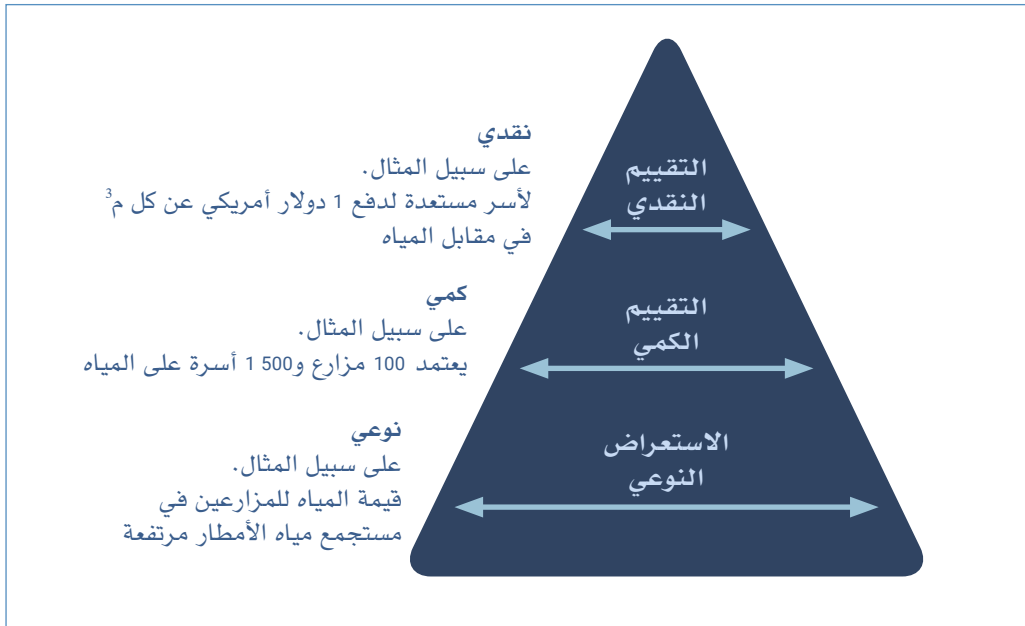 نقدي
على سبيل المثال.
لأسر مستعدة لدفع 1 دولار أمريكي عن كل م³
في مقابل المياه
التقييم
النقدي
كمي
على سبيل المثال.
يعتمد 100 مزارع و500 1 أسرة على المياه
التقييم
الكمي
نوعي
على سبيل المثال.
قيمة المياه للمزارعين في
مستجمع مياه الأمطار مرتفعة
الاستعراض
النوعي